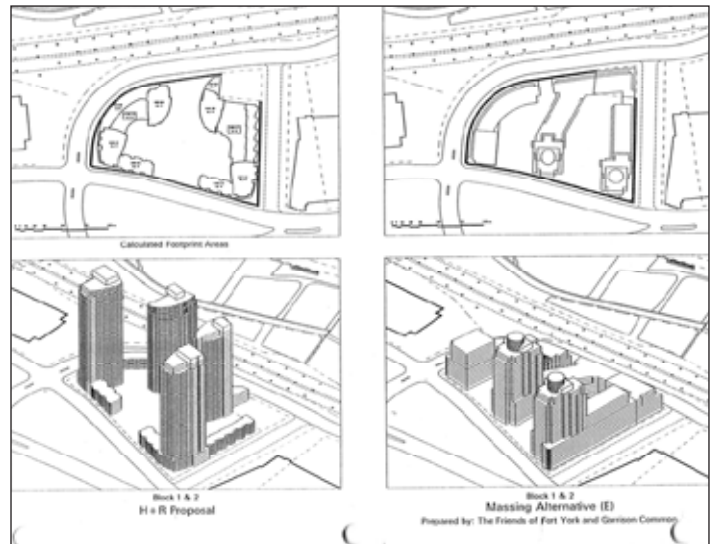 Calculated Footprint Areas
Block 1 & 2
H+R Proposal
Block 1 & 2
Massing Alternative (E)
Prepared by: The Friends of Fort York and Garrison Common